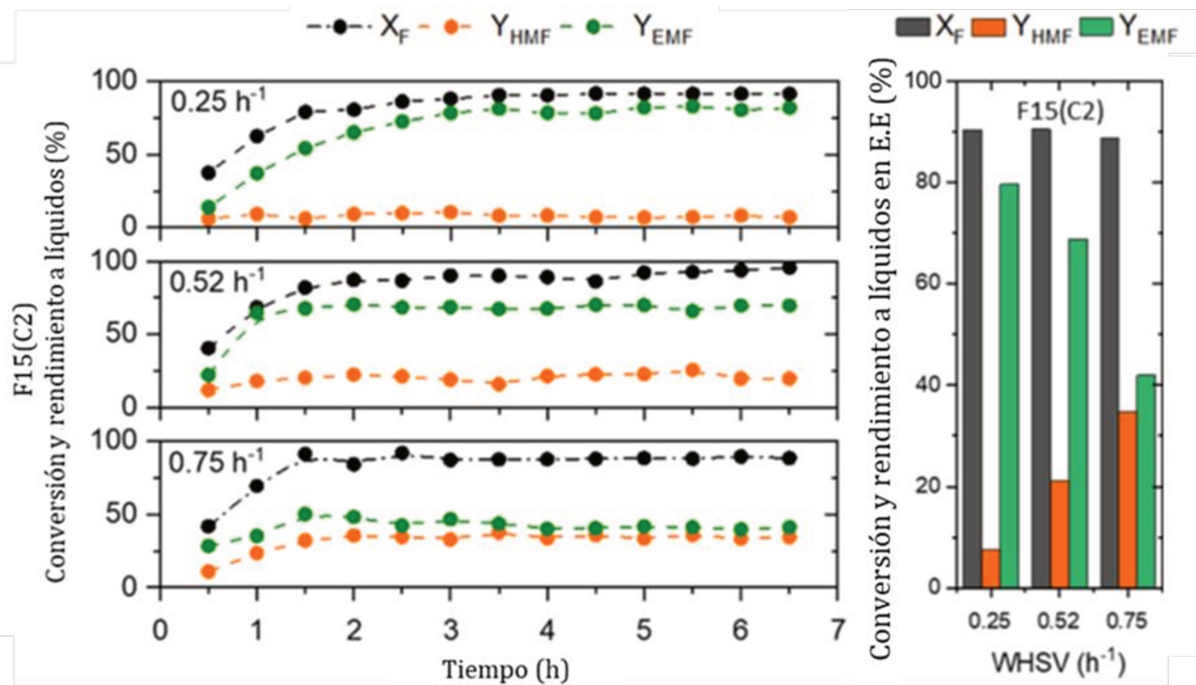 X_F Y_HMF Y_EMF
F15(C2)
Conversión y rendimiento a líquidos (%)
100
50
0
0.25 h⁻¹
100
50
0
0.52 h⁻¹
100
50
0
0.75 h⁻¹
0 1 2 3 4 5 6 7
Tiempo (h)
X_F Y_HMF Y_EMF
Conversión y rendimiento a líquidos en E.E (%)
100
80
60
40
20
0
F15(C2)
0.25 0.52 0.75
WHSV (h⁻¹)